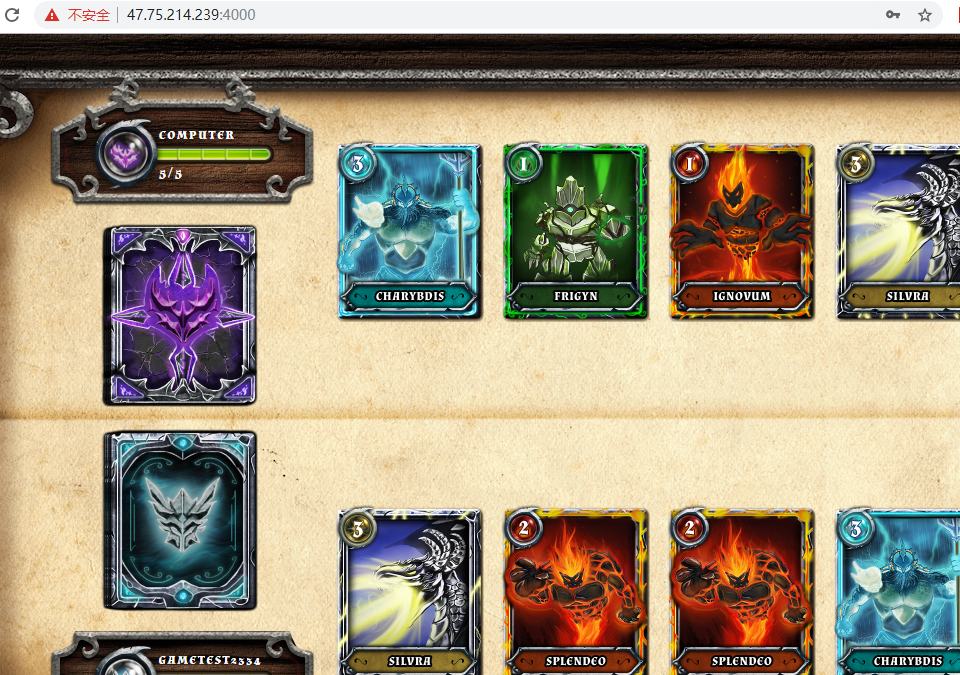 不安全 47.75.214.239:4000
COMPUTER
5/5
3
1
1
3
CHARYBDIS
FRIGYN
IGNOVUM
SILVRA
3
2
2
3
SILVRA
SPLENDEO
SPLENDEO
CHARYBDIS
GAMETEST2334